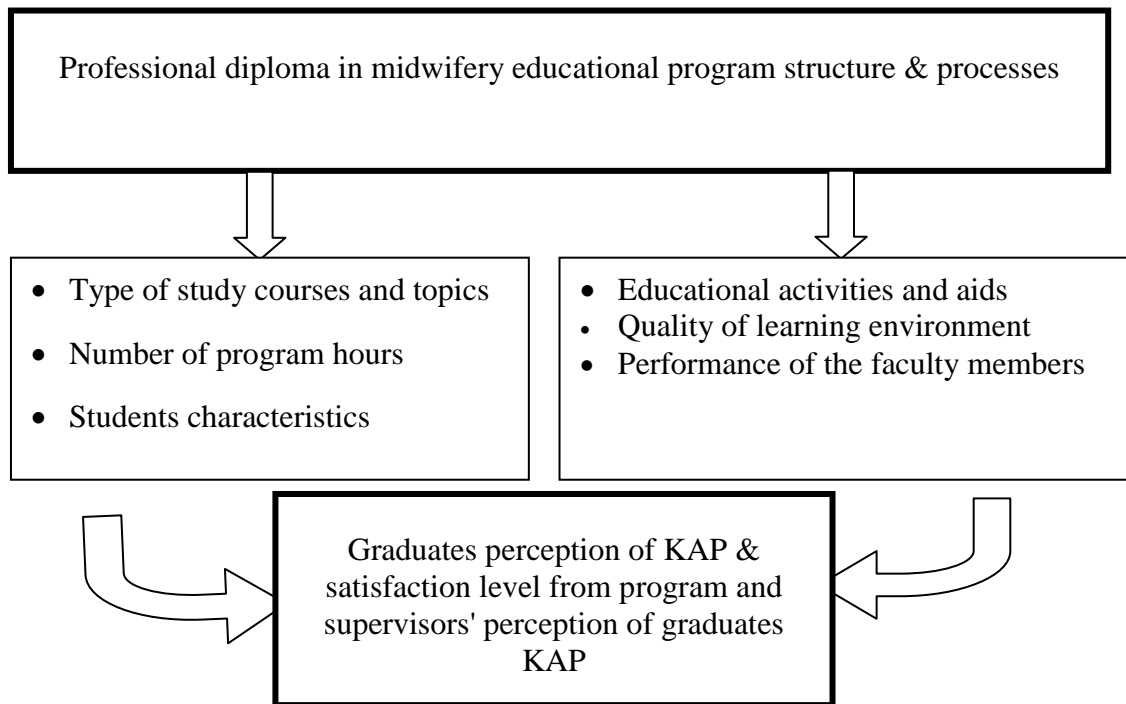 Professional diploma in midwifery educational program structure & processes
• Type of study courses and topics
• Number of program hours
• Students characteristics
• Educational activities and aids
• Quality of learning environment
• Performance of the faculty members
Graduates perception of KAP &
satisfaction level from program and
supervisors' perception of graduates
KAP